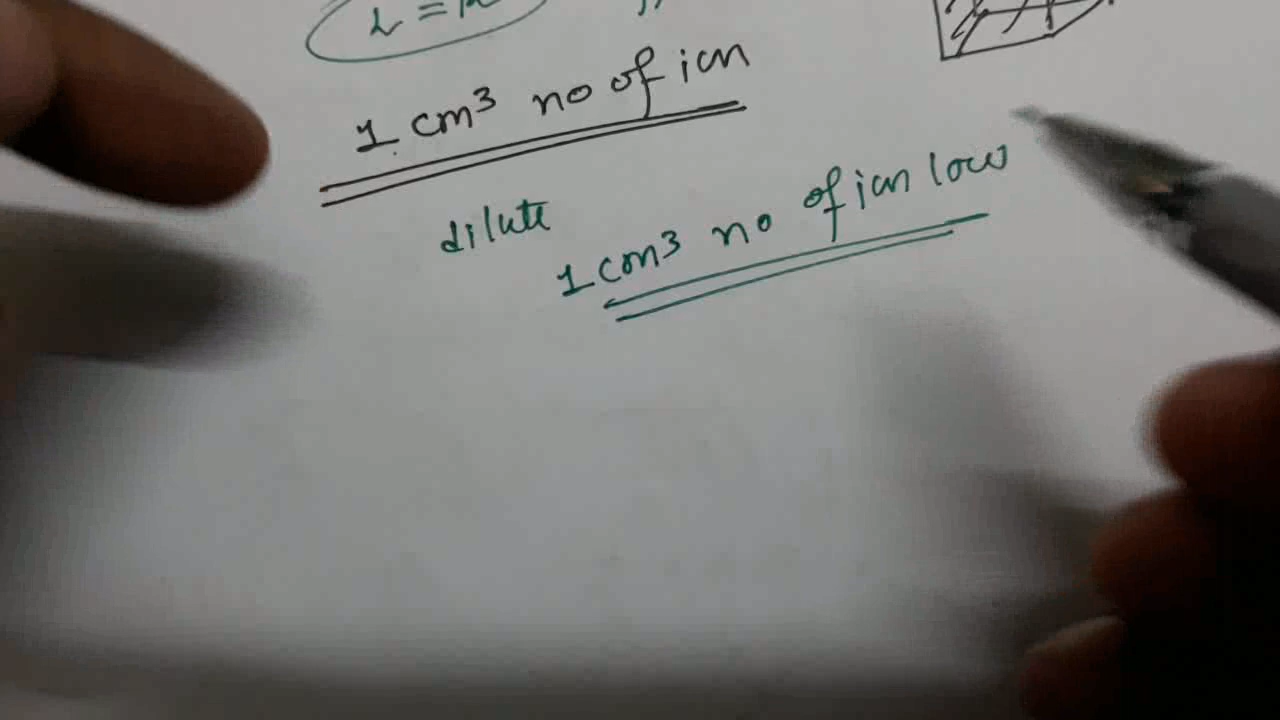 1 cm³ no of ion
dilute
1 cm³ no of ion low